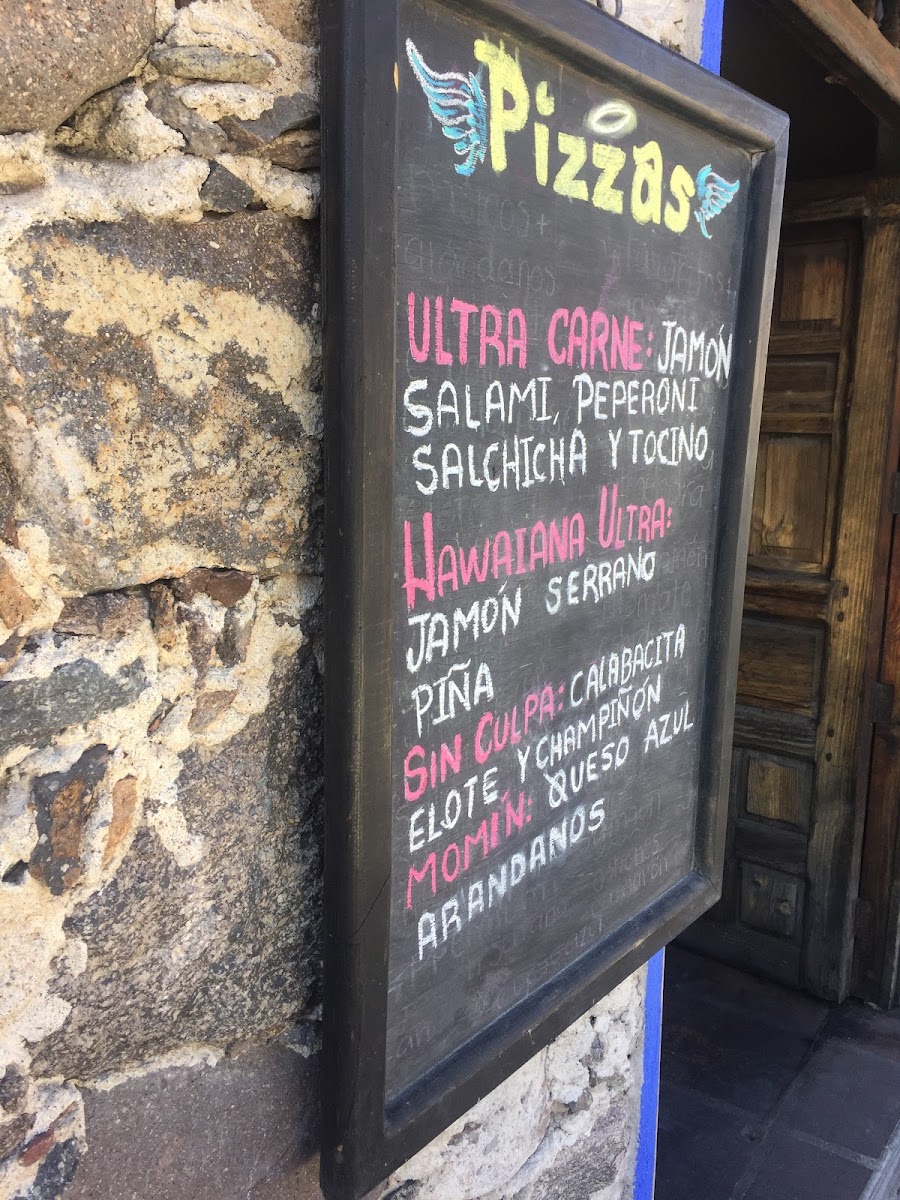 Pizzas
ULTRA CARNE: JAMÓN
SALAMI, PEPERONI
SALCHICHA Y TOCINO
HAWAIANA ULTRA:
JAMÓN SERRANO
PIÑA
SIN CULPA: CALABACITA
ELOTE Y CHAMPIÑÓN
MOMIN: QUESO AZUL
ARANDANOS